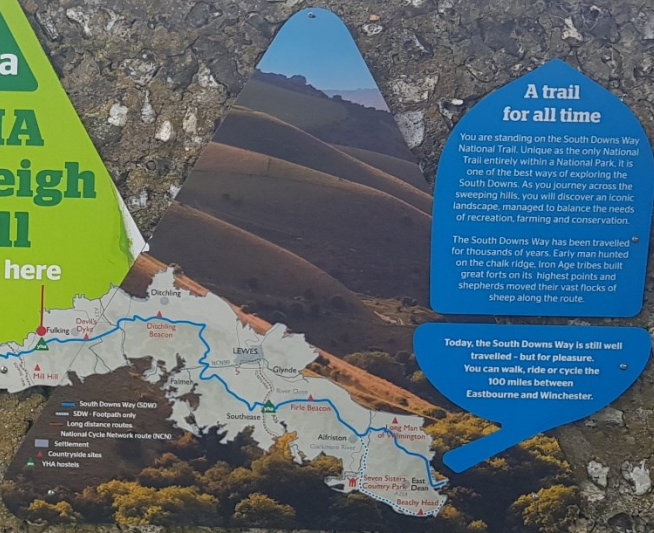 a
HA
eigh
ll
here
A trail
for all time
You are standing on the South Downs Way
National Trail. Unique as the only National
Trail entirely within a National Park, it is
one of the best ways of exploring the
South Downs. As you journey across the
sweeping hills, you will discover an iconic
landscape, managed to balance the needs
of recreation, farming and conservation.
The South Downs Way has been travelled
for thousands of years. Early man hunted
on the chalk ridge, Iron Age tribes built
great forts on its highest points and
shepherds moved their vast flocks of
sheep along the route.
Today, the South Downs Way is still well
travelled - but for pleasure.
You can walk, ride or cycle the
100 miles between
Eastbourne and Winchester.
Ditchling
Fulking
Devil's
Dyke
Ditchling
Beacon
yha
Mill Hill
LEWES
NCN90
Falmer
Glynde
River Ouse
Southease
yha
Firle Beacon
Alfriston
Cuckmere River
Long Man of
Wilmington
Seven Sisters
Country Park
East
Dean
A259
Beachy Head
South Downs Way (SDW)
SDW - Footpath only
Long distance routes
National Cycle Network route (NCN)
Settlement
Countryside sites
YHA hostels